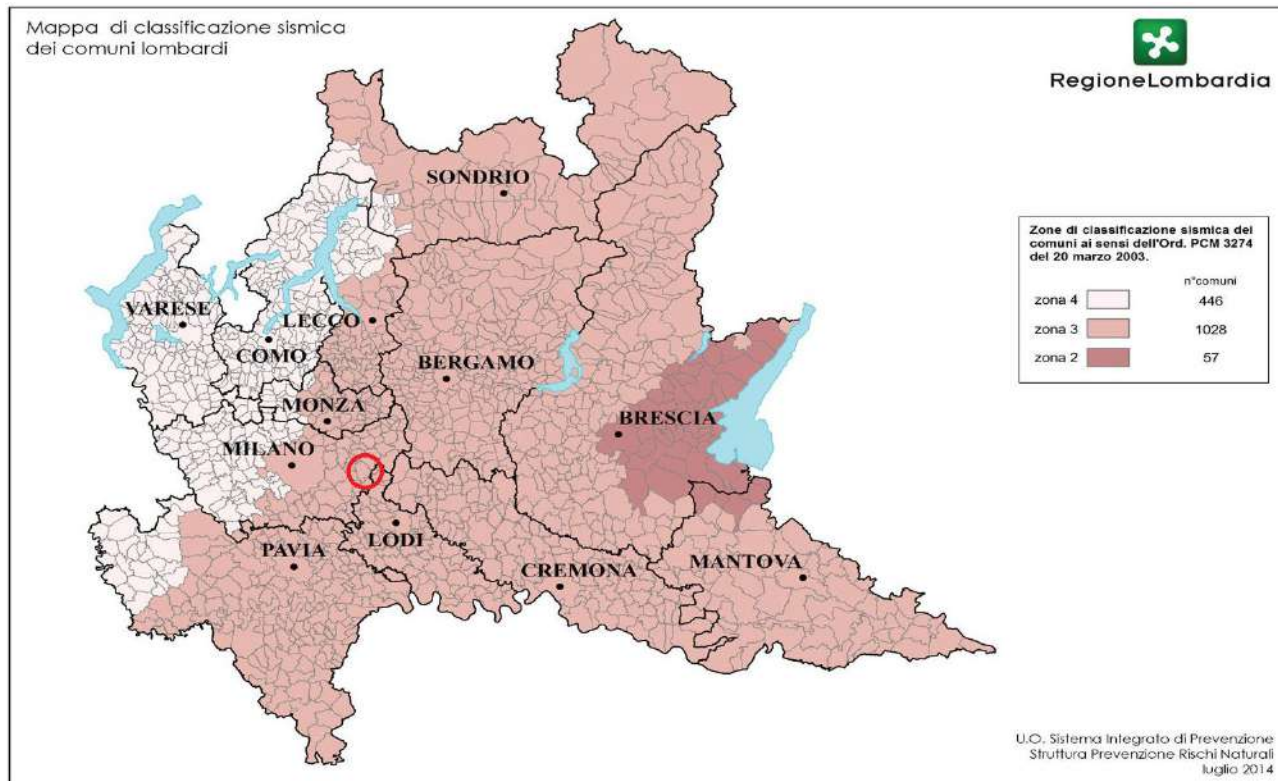 Mappa di classificazione sismica
dei comuni lombardi
RegioneLombardia
SONDRIO
VARESE
LECCO
COMO
BERGAMO
MONZA
BRESCIA
MILANO
LODI
PAVIA
MANTOVA
CREMONA
Zone di classificazione sismica dei
comuni ai sensi dell'Ord. PCM 3274
del 20 marzo 2003.
n°comuni
zona 4 446
zona 3 1028
zona 2 57
U.O. Sistema Integrato di Prevenzione
Struttura Prevenzione Rischi Naturali
luglio 2014